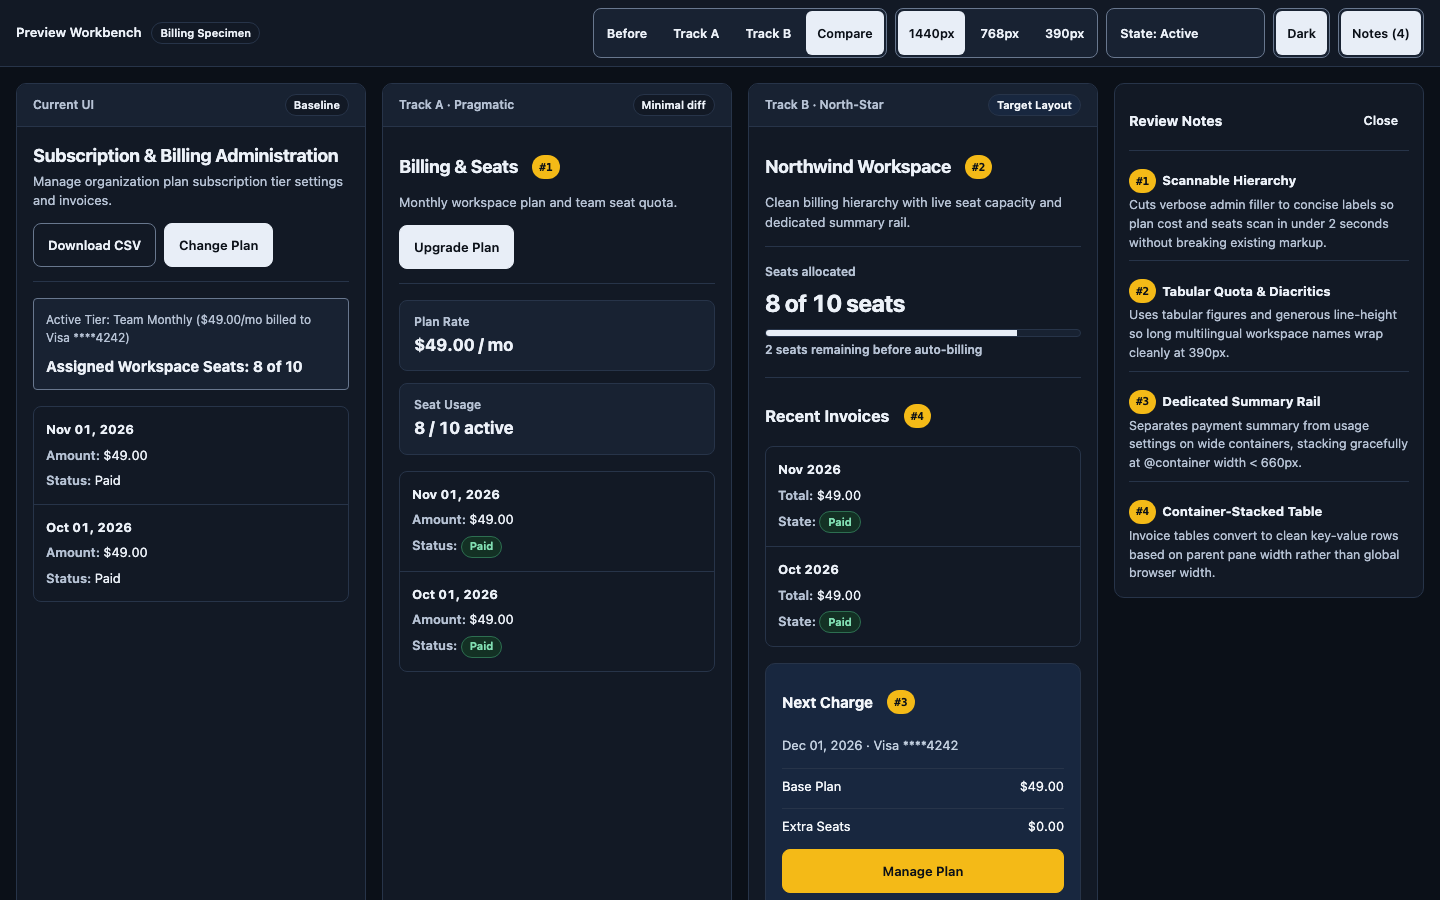 Preview Workbench
Billing Specimen
Before
Track A
Track B
Compare
1440px
768px
390px
State: Active
Dark
Notes (4)
Current UI
Baseline
Subscription & Billing Administration
Manage organization plan subscription tier settings
and invoices.
Download CSV
Change Plan
Active Tier: Team Monthly ($49.00/mo billed to
Visa ****4242)
Assigned Workspace Seats: 8 of 10
Nov 01, 2026
Amount: $49.00
Status: Paid
Oct 01, 2026
Amount: $49.00
Status: Paid
Track A · Pragmatic
Minimal diff
Billing & Seats
#1
Monthly workspace plan and team seat quota.
Upgrade Plan
Plan Rate
$49.00 / mo
Seat Usage
8 / 10 active
Nov 01, 2026
Amount: $49.00
Status: Paid
Oct 01, 2026
Amount: $49.00
Status: Paid
Track B · North-Star
Target Layout
Northwind Workspace
#2
Clean billing hierarchy with live seat capacity and
dedicated summary rail.
Seats allocated
8 of 10 seats
2 seats remaining before auto-billing
Recent Invoices
#4
Nov 2026
Total: $49.00
State: Paid
Oct 2026
Total: $49.00
State: Paid
Next Charge
#3
Dec 01, 2026 · Visa ****4242
Base Plan
$49.00
Extra Seats
$0.00
Manage Plan
Review Notes
Close
#1 Scannable Hierarchy
Cuts verbose admin filler to concise labels so
plan cost and seats scan in under 2 seconds
without breaking existing markup.
#2 Tabular Quota & Diacritics
Uses tabular figures and generous line-height
so long multilingual workspace names wrap
cleanly at 390px.
#3 Dedicated Summary Rail
Separates payment summary from usage
settings on wide containers, stacking gracefully
at @container width < 660px.
#4 Container-Stacked Table
Invoice tables convert to clean key-value rows
based on parent pane width rather than global
browser width.